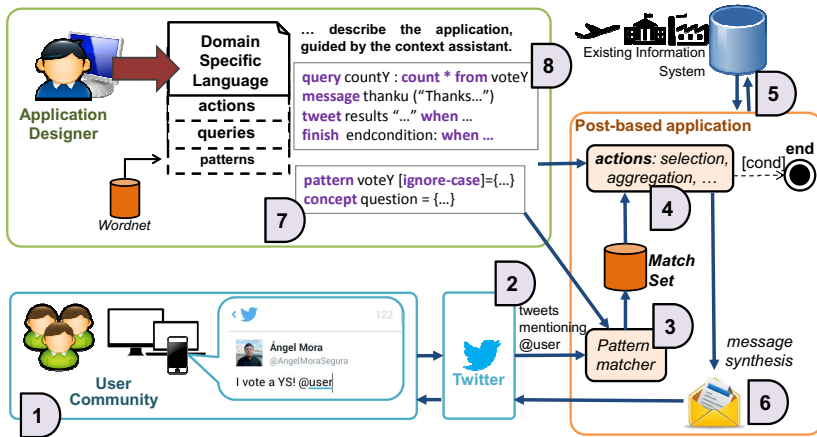 Application
Designer
Domain
Specific
Language
actions
queries
patterns
Wordnet
... describe the application,
guided by the context assistant.
8
query countY : count * from voteY
message thanku (“Thanks...”)
tweet results “...” when ...
finish endcondition: when ...
pattern voteY [ignore-case]={...}
concept question = {...}
7
Existing Information
System
5
Post-based application
actions: selection,
aggregation, ...
[cond]
end
4
Match
Set
3
Pattern
matcher
message
synthesis
6
2
tweets
mentioning
@user
Twitter
122
Ángel Mora
@AngelMoraSegura
I vote a YS! @user
User
Community
1